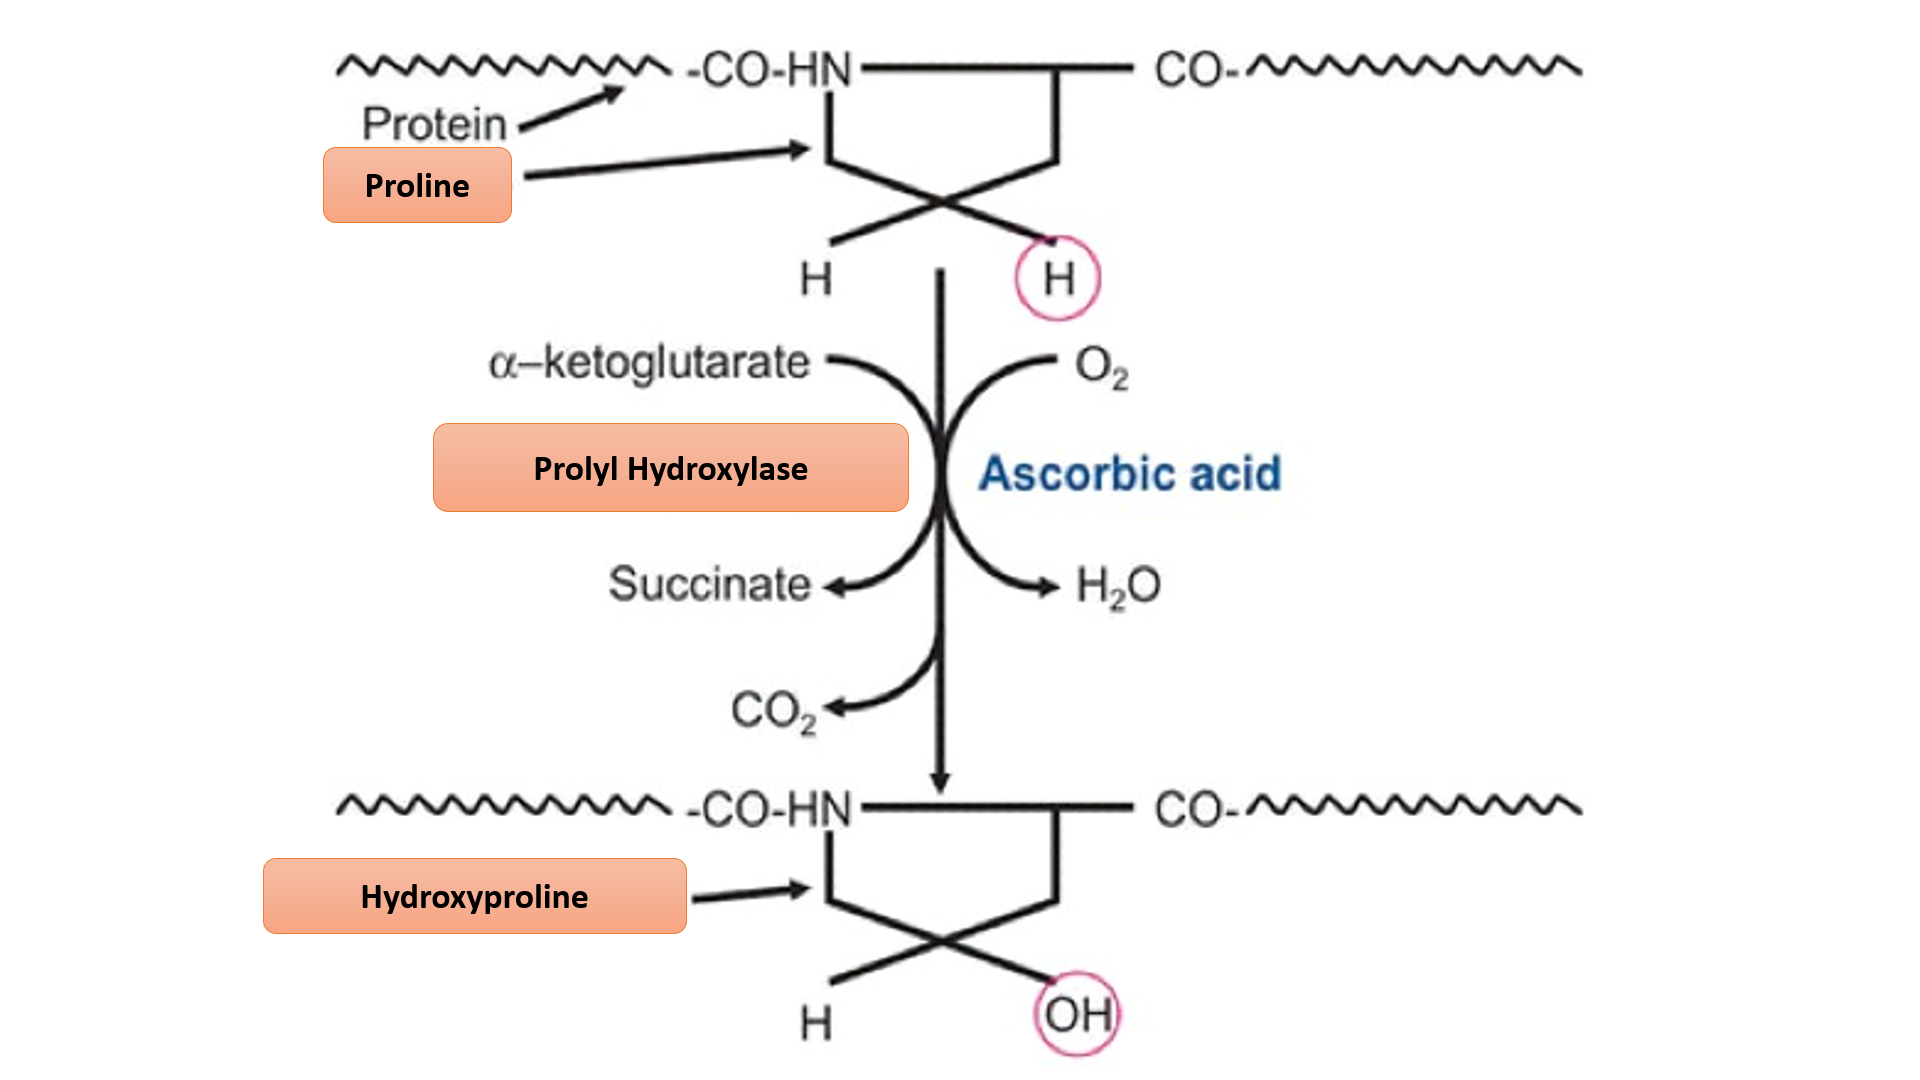 -CO-HN CO-
Protein
Proline
H H
α–ketoglutarate O₂
Prolyl Hydroxylase Ascorbic acid
Succinate H₂O
CO₂
-CO-HN CO-
Hydroxyproline
H OH